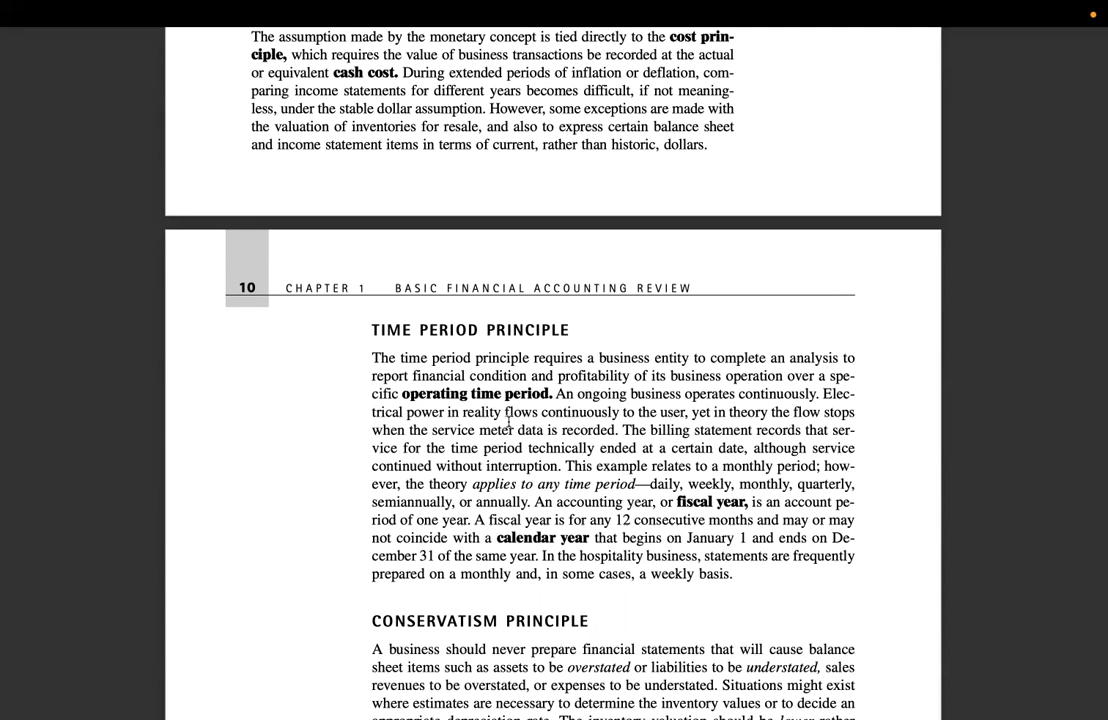 The assumption made by the monetary concept is tied directly to the cost prin-
ciple, which requires the value of business transactions be recorded at the actual
or equivalent cash cost. During extended periods of inflation or deflation, com-
paring income statements for different years becomes difficult, if not meaning-
less, under the stable dollar assumption. However, some exceptions are made with
the valuation of inventories for resale, and also to express certain balance sheet
and income statement items in terms of current, rather than historic, dollars.
10 CHAPTER 1 BASIC FINANCIAL ACCOUNTING REVIEW
TIME PERIOD PRINCIPLE
The time period principle requires a business entity to complete an analysis to
report financial condition and profitability of its business operation over a spe-
cific operating time period. An ongoing business operates continuously. Elec-
trical power in reality flows continuously to the user, yet in theory the flow stops
when the service meter data is recorded. The billing statement records that ser-
vice for the time period technically ended at a certain date, although service
continued without interruption. This example relates to a monthly period; how-
ever, the theory applies to any time period—daily, weekly, monthly, quarterly,
semiannually, or annually. An accounting year, or fiscal year, is an account pe-
riod of one year. A fiscal year is for any 12 consecutive months and may or may
not coincide with a calendar year that begins on January 1 and ends on De-
cember 31 of the same year. In the hospitality business, statements are frequently
prepared on a monthly and, in some cases, a weekly basis.
CONSERVATISM PRINCIPLE
A business should never prepare financial statements that will cause balance
sheet items such as assets to be overstated or liabilities to be understated, sales
revenues to be overstated, or expenses to be understated. Situations might exist
where estimates are necessary to determine the inventory values or to decide an
appropriate depreciation rate. The inventory valuation should be lower rather